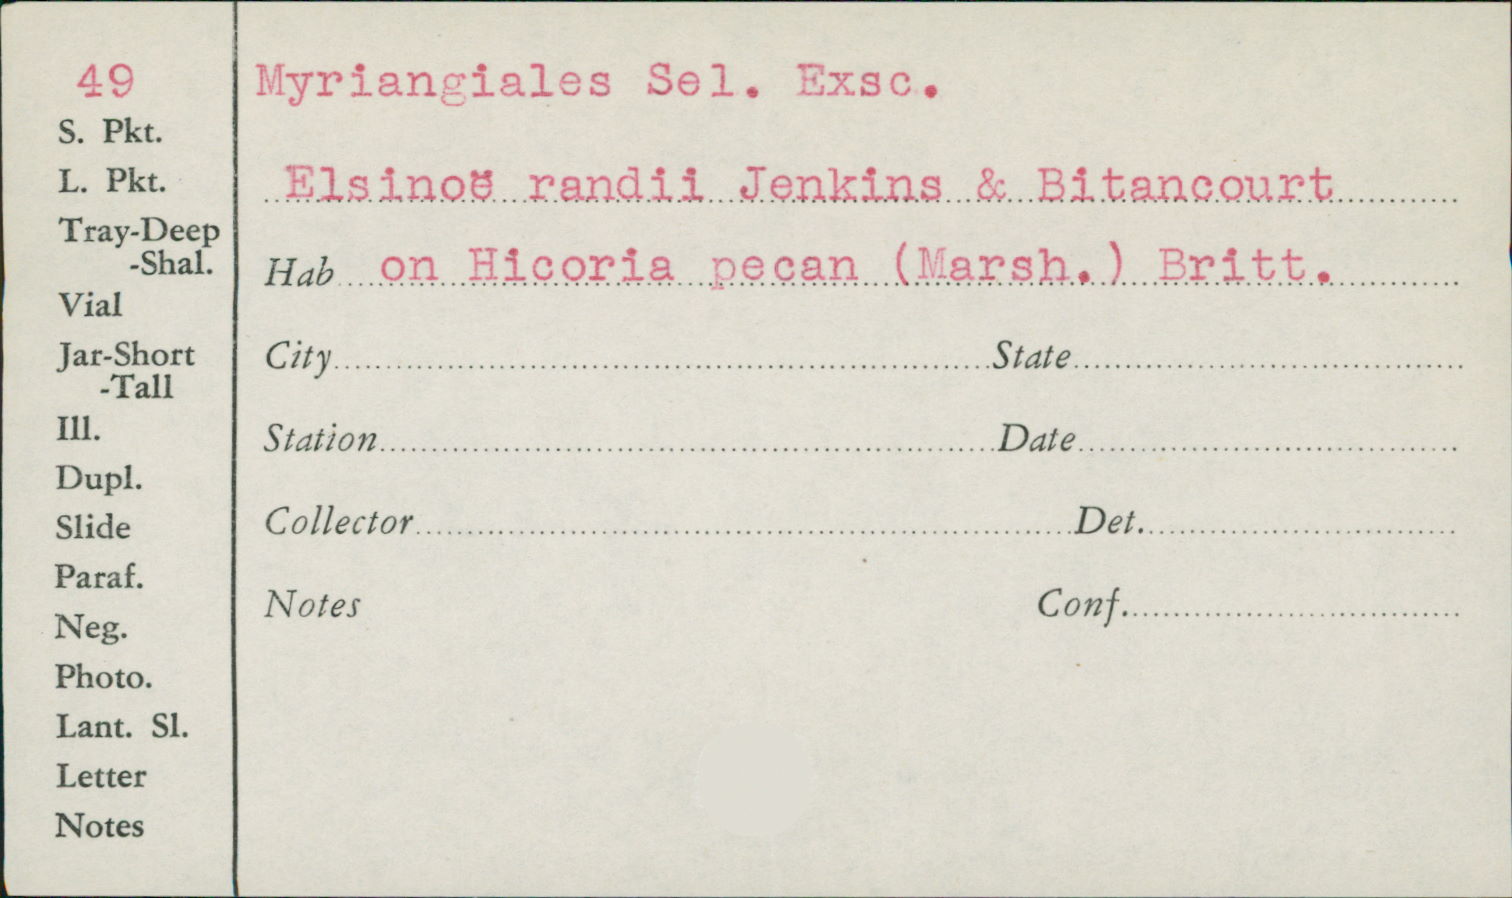 49
S. Pkt.
L. Pkt.
Tray-Deep
-Shal.
Vial
Jar-Short
-Tall
Ill.
Dupl.
Slide
Paraf.
Neg.
Photo.
Lant. Sl.
Letter
Notes
Myriangiales Sel. Exsc.
Elsinoë randii Jenkins & Bitancourt
Hab on Hicoria pecan (Marsh.) Britt.
City State
Station Date
Collector Det.
Notes Conf.